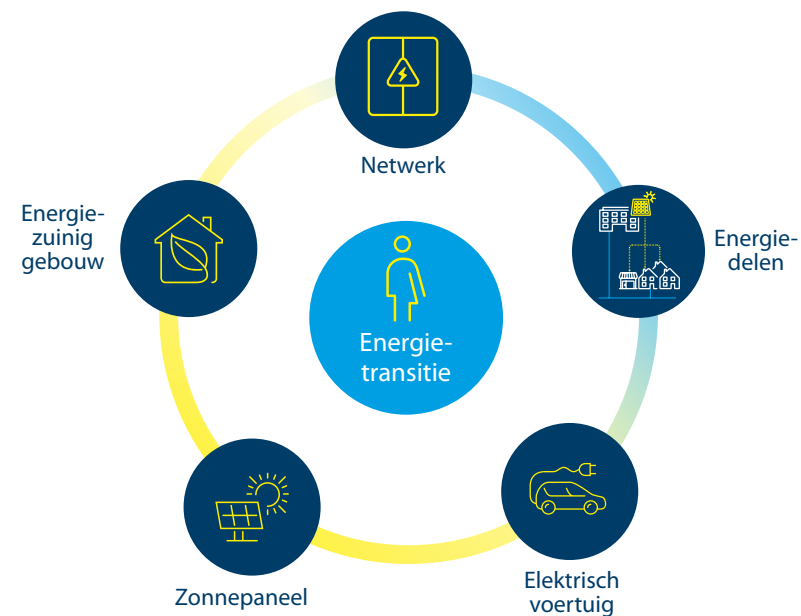 Netwerk
Energie-
delen
Elektrisch
voertuig
Zonnepaneel
Energie-
zuinig
gebouw
Energie-
transitie